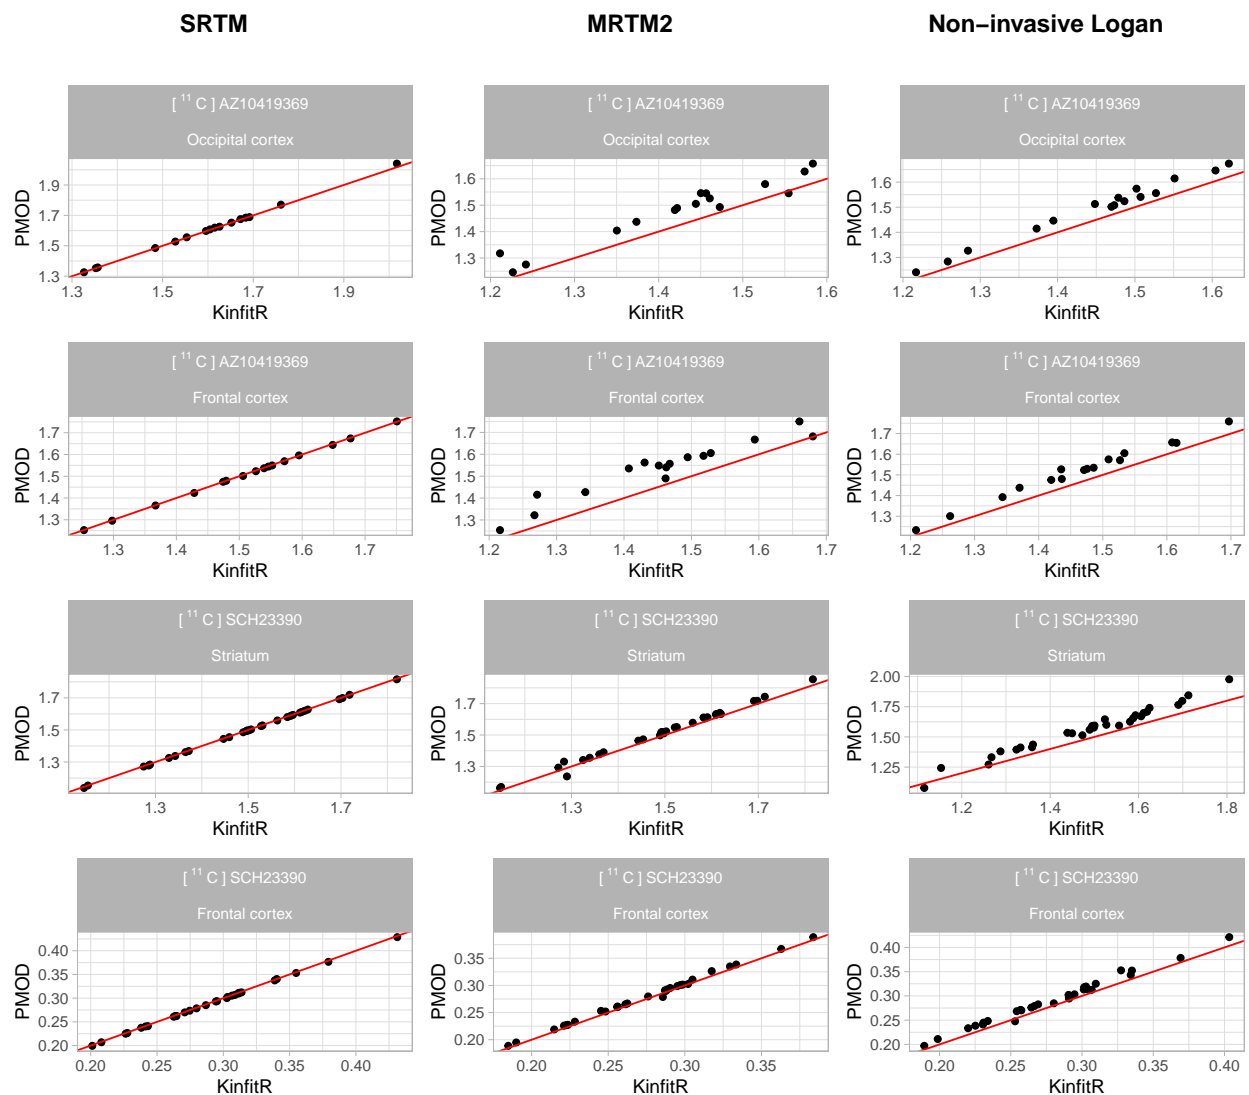 SRTM MRTM2 Non−invasive Logan
[ 11 C ] AZ10419369 [ 11 C ] AZ10419369 [ 11 C ] AZ10419369
Occipital cortex Occipital cortex Occipital cortex
PMOD 1.9 1.7 1.5 1.3 PMOD 1.6 1.5 1.4 1.3 PMOD 1.6 1.5 1.4 1.3
1.3 1.5 1.7 1.9 1.2 1.3 1.4 1.5 1.6 1.2 1.3 1.4 1.5 1.6
KinfitR KinfitR KinfitR
[ 11 C ] AZ10419369 [ 11 C ] AZ10419369 [ 11 C ] AZ10419369
Frontal cortex Frontal cortex Frontal cortex
PMOD 1.7 1.6 1.5 1.4 1.3 PMOD 1.7 1.6 1.5 1.4 1.3 PMOD 1.7 1.6 1.5 1.4 1.3
1.3 1.4 1.5 1.6 1.7 1.2 1.3 1.4 1.5 1.6 1.7 1.2 1.3 1.4 1.5 1.6 1.7
KinfitR KinfitR KinfitR
[ 11 C ] SCH23390 [ 11 C ] SCH23390 [ 11 C ] SCH23390
Striatum Striatum Striatum
PMOD 1.7 1.5 1.3 PMOD 1.7 1.5 1.3 PMOD 2.00 1.75 1.50 1.25
1.3 1.5 1.7 1.3 1.5 1.7 1.2 1.4 1.6 1.8
KinfitR KinfitR KinfitR
[ 11 C ] SCH23390 [ 11 C ] SCH23390 [ 11 C ] SCH23390
Frontal cortex Frontal cortex Frontal cortex
PMOD 0.40 0.35 0.30 0.25 0.20 PMOD 0.35 0.30 0.25 0.20 PMOD 0.40 0.35 0.30 0.25 0.20
0.20 0.25 0.30 0.35 0.40 0.20 0.25 0.30 0.35 0.20 0.25 0.30 0.35 0.40
KinfitR KinfitR KinfitR